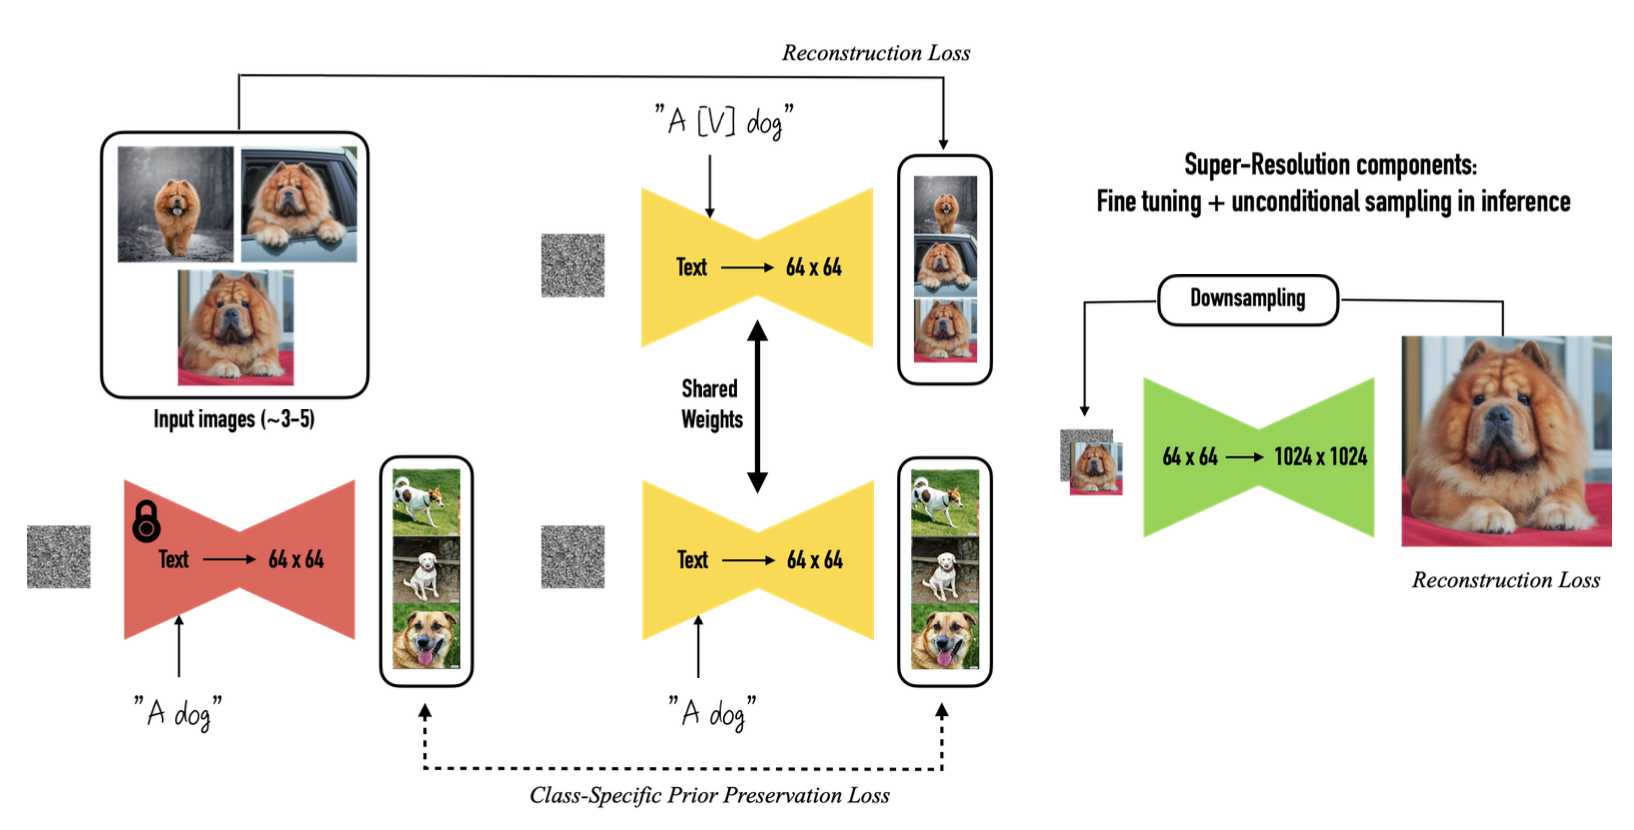 Reconstruction Loss
"A [V] dog"
Text → 64 x 64
Input images (~3-5)
Shared
Weights
Text → 64 x 64
"A dog"
Text → 64 x 64
"A dog"
Class-Specific Prior Preservation Loss
Super-Resolution components:
Fine tuning + unconditional sampling in inference
Downsampling
64 x 64 → 1024 x 1024
Reconstruction Loss